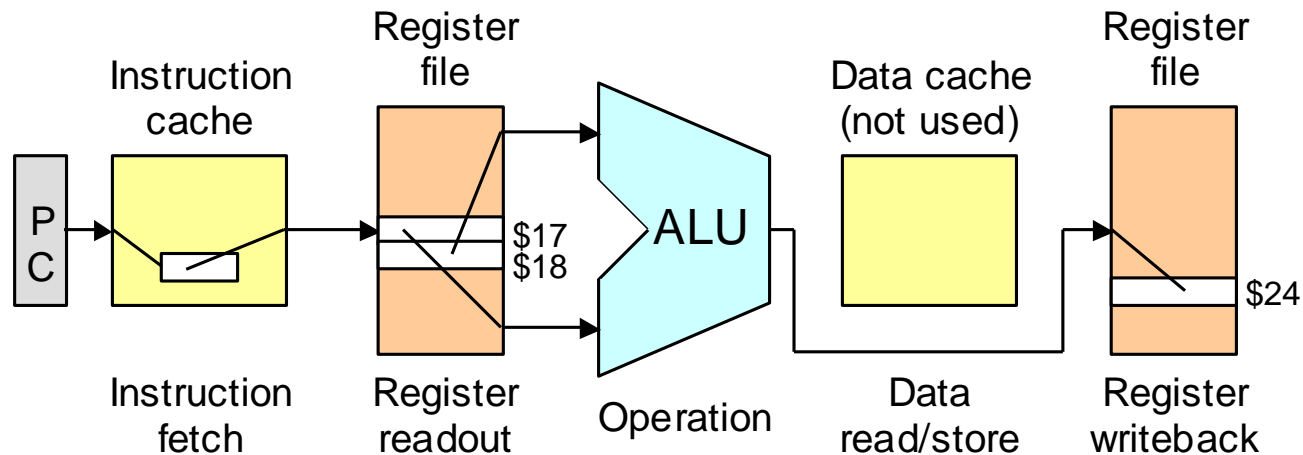 Instruction
cache
Register
file
Data cache
(not used)
Register
file
P
C
$17
$18
ALU
$24
Instruction
fetch
Register
readout
Operation
Data
read/store
Register
writeback